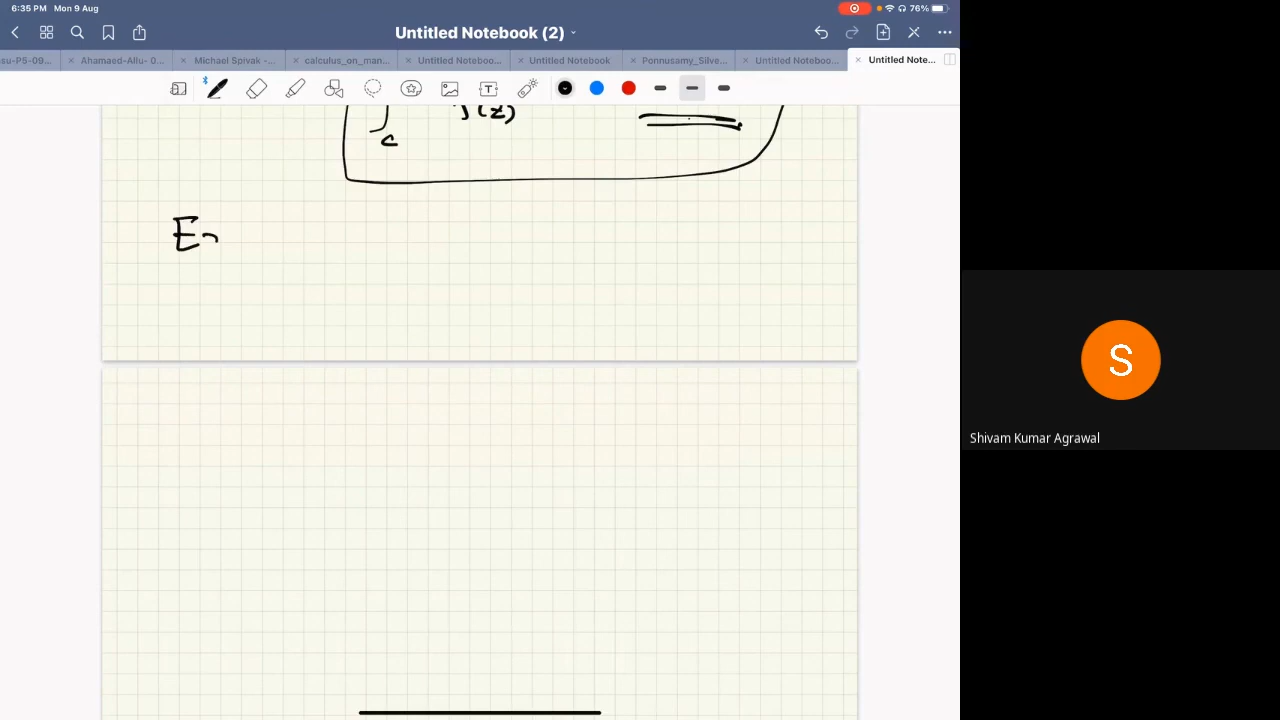 6:35 PM Mon 9 Aug
76%
Untitled Notebook (2)
su-P5-09... Ahamaed-Allu- 0... Michael Spivak -... calculus_on_man... Untitled Noteboo... Untitled Notebook Ponnusamy_Silve... Untitled Noteboo... Untitled Note...
f(z)
c
S
Shivam Kumar Agrawal